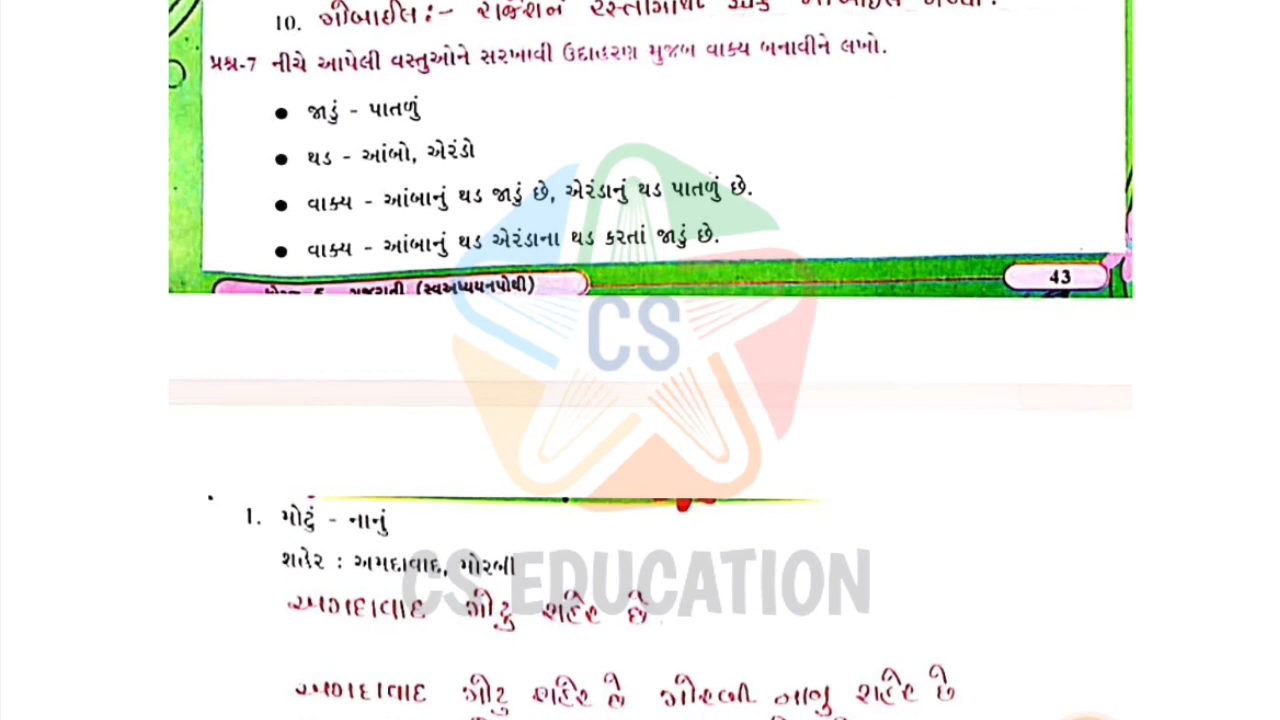 10. મોબાઈલ :-
પ્રશ્ન-7 નીચે આપેલી વસ્તુઓને સરખાવી ઉદાહરણ મુજબ વાક્ય બનાવીને લખો.
● જાડું - પાતળું
● થડ - આંબો, એરંડો
● વાક્ય - આંબાનું થડ જાડું છે, એરંડાનું થડ પાતળું છે.
● વાક્ય - આંબાનું થડ એરંડાના થડ કરતાં જાડું છે.
ગુજરાતી (સ્વઅધ્યયનપોથી)
43
CS
1. મોટું - નાનું
શહેર : અમદાવાદ, મોરબી
CS EDUCATION
અમદાવાદ મોટુ શહેર છે
અમદાવાદ મોટુ શહેર છે મોરબી નાનુ શહેર છે